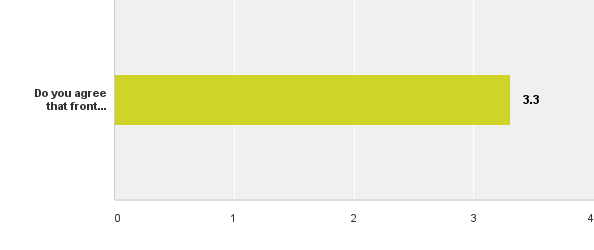 Do you agree
that front...
3.3
0 1 2 3 4